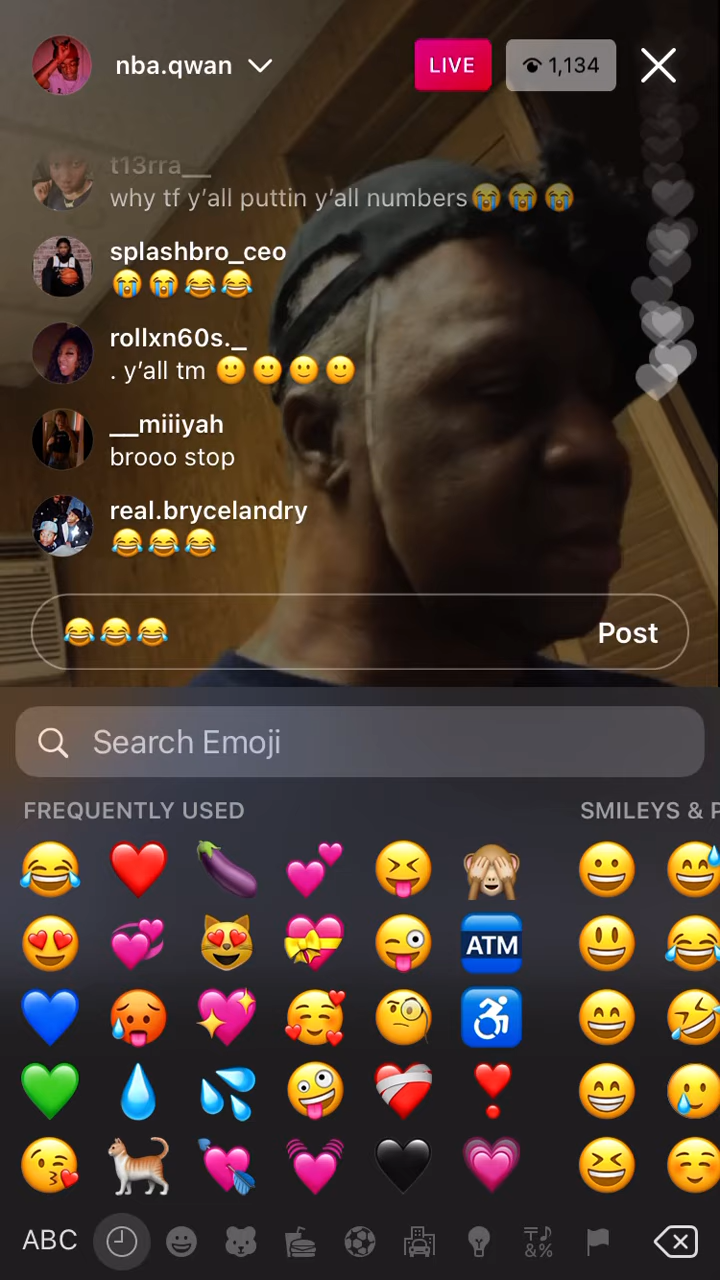 nba.qwan
LIVE
1,134
t13rra__
why tf y’all puttin y’all numbers😭😭😭
splashbro_ceo
😭😭😂😂
rollxn60s._
. y’all tm 🙂🙂🙂🙂
__miiiyah
brooo stop
real.brycelandry
😂😂😂
😂😂😂 Post
Search Emoji
FREQUENTLY USED
SMILEYS & P
ATM
ABC